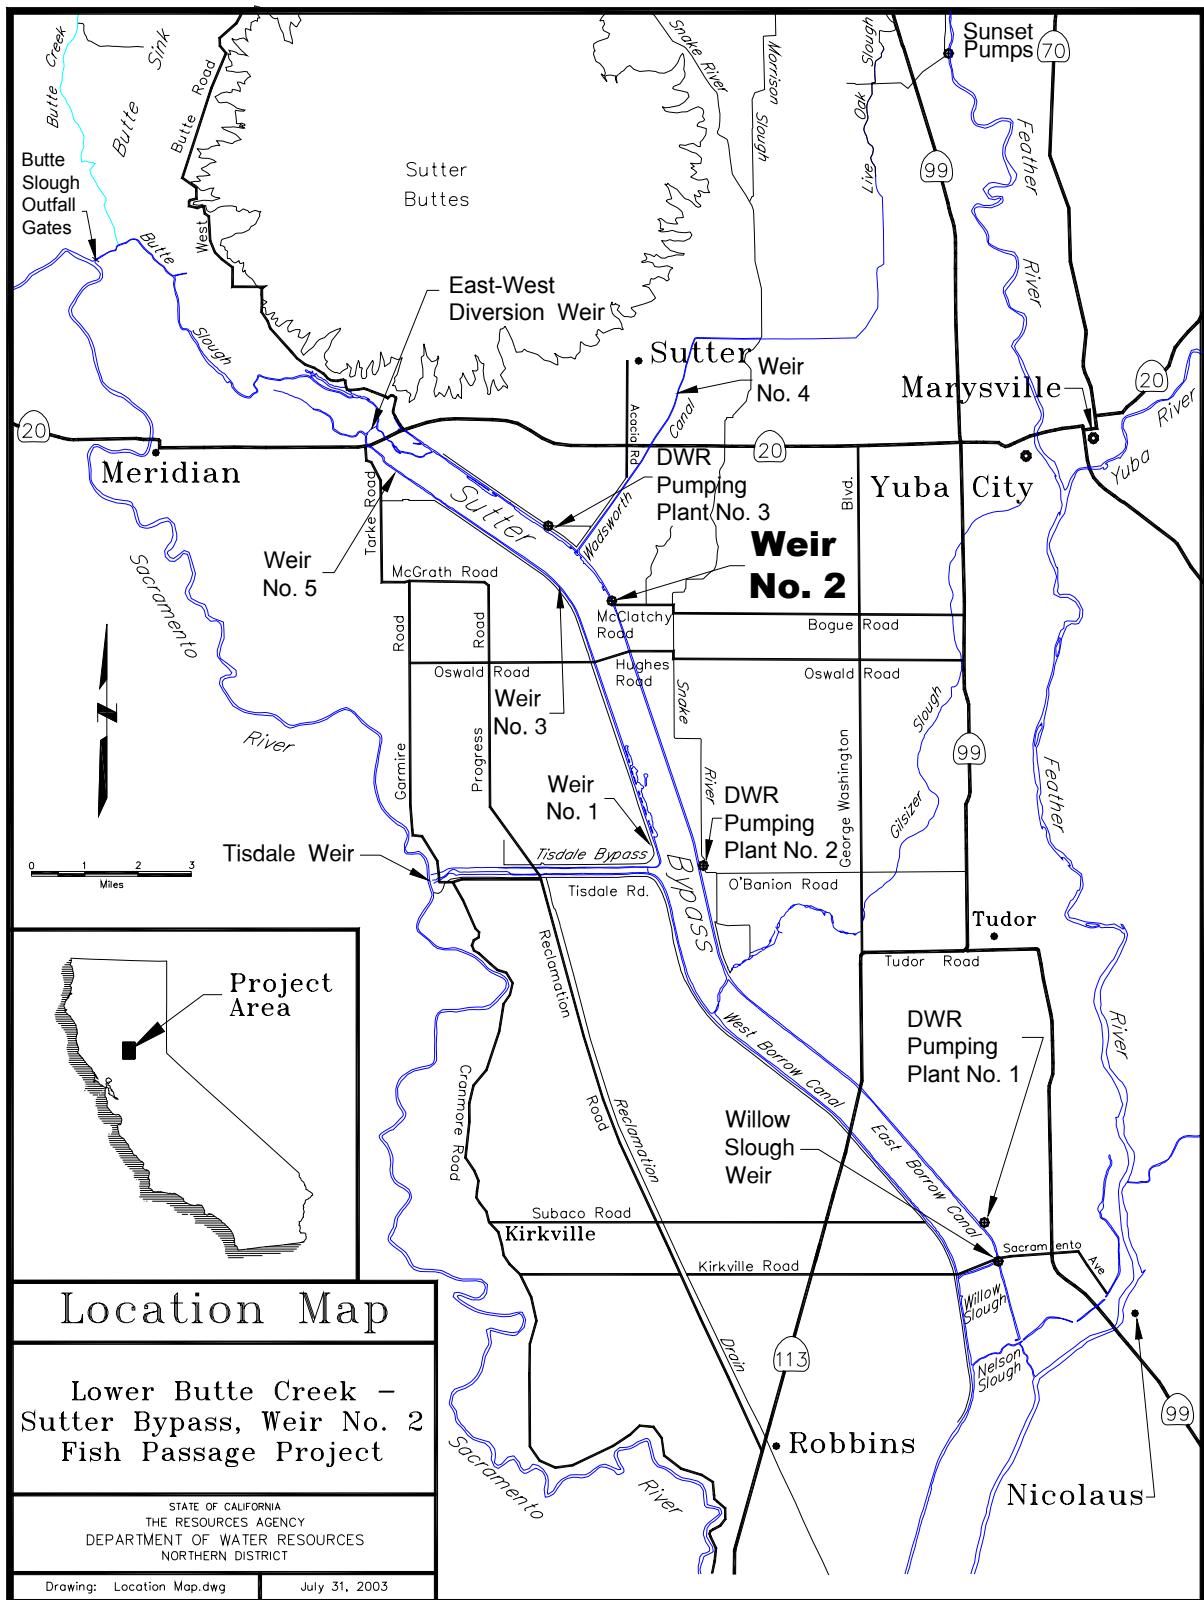 Butte Creek
Sink
Butte
Butte Road
West
Snake River
Morrison
Slough
Live Oak Slough
Sunset
Pumps
70
99
Feather
River
Sutter
Buttes
Butte
Slough
Outfall
Gates
Butte
Slough
East-West
Diversion Weir
Sutter
Weir
No. 4
Marysville
20
River
Yuba
20
Meridian
Acacia Rd
Canal
Wadsworth
20
DWR
Pumping
Plant No. 3
Blvd.
Yuba City
Sutter
Tarke Road
Weir
No. 5
Weir
No. 2
McGrath Road
McClatchy
Road
Bogue Road
Sacramento
River
Road
Road
Oswald Road
Hughes
Road
Oswald Road
Weir
No. 3
Snake
River
Garmire
Progress
George Washington
Slough
Gilsizer
99
Feather
River
Weir
No. 1
DWR
Pumping
Plant No. 2
Tisdale Weir
Tisdale Bypass
Tisdale Rd.
Bypass
O'Banion Road
Tudor
Tudor Road
0 1 2 3
Miles
N
Project
Area
Reclamation
Road
Reclamation
Drain
Cranmore Road
West Borrow Canal
East Borrow Canal
DWR
Pumping
Plant No. 1
Willow
Slough
Weir
Subaco Road
Kirkville
Kirkville Road
Sacramento
Ave
Willow
Slough
Nelson
Slough
113
99
Robbins
Nicolaus
Sacramento
River
Location Map
Lower Butte Creek –
Sutter Bypass, Weir No. 2
Fish Passage Project
STATE OF CALIFORNIA
THE RESOURCES AGENCY
DEPARTMENT OF WATER RESOURCES
NORTHERN DISTRICT
Drawing: Location Map.dwg
July 31, 2003